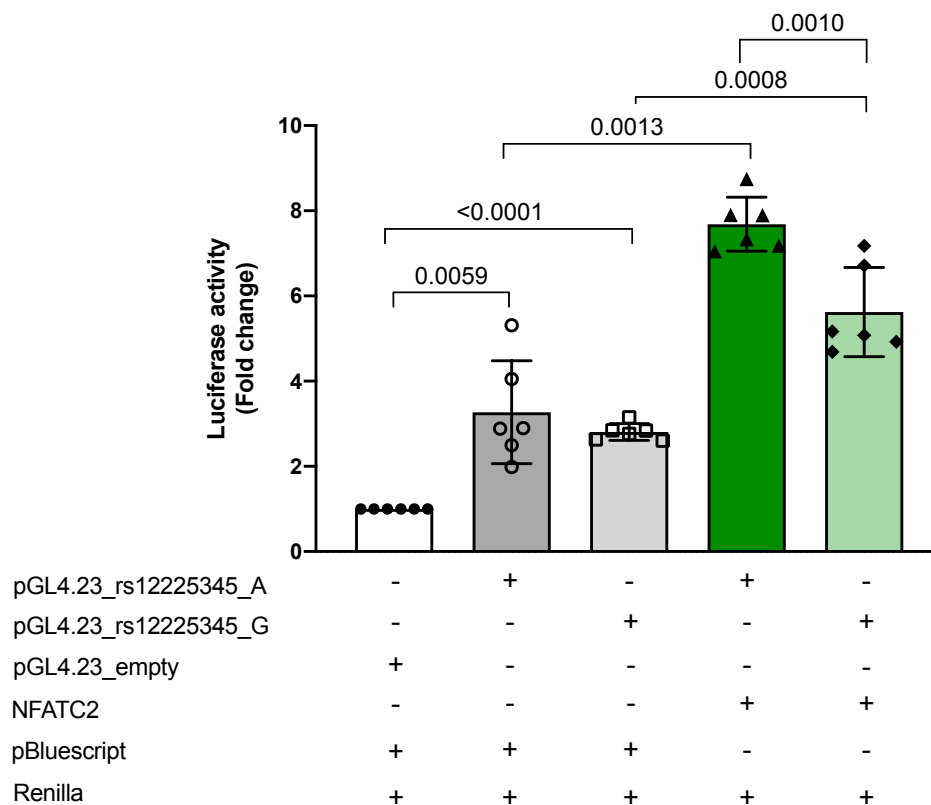 0.0010
0.0008
0.0013
<0.0001
0.0059
Luciferase activity
(Fold change)
10
8
6
4
2
0
pGL4.23_rs12225345_A - + - + -
pGL4.23_rs12225345_G - - + - +
pGL4.23_empty + - - - -
NFATC2 - - - + +
pBluescript + + + - -
Renilla + + + + +